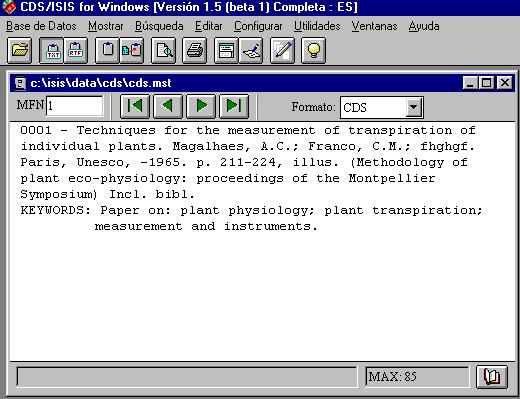 CDS/ISIS for Windows [Versión 1.5 (beta 1) Completa : ES]
Base de Datos Mostrar Búsqueda Editar Configurar Utilidades Ventanas Ayuda
TXT RTF
c:\isis\data\cds\cds.mst
MFN 1 Formato: CDS
0001 - Techniques for the measurement of transpiration of
individual plants. Magalhaes, A.C.; Franco, C.M.; fhghgf.
Paris, Unesco, -1965. p. 211-224, illus. (Methodology of
plant eco-physiology: proceedings of the Montpellier
Symposium) Incl. bibl.
KEYWORDS: Paper on: plant physiology; plant transpiration;
measurement and instruments.
MAX: 85